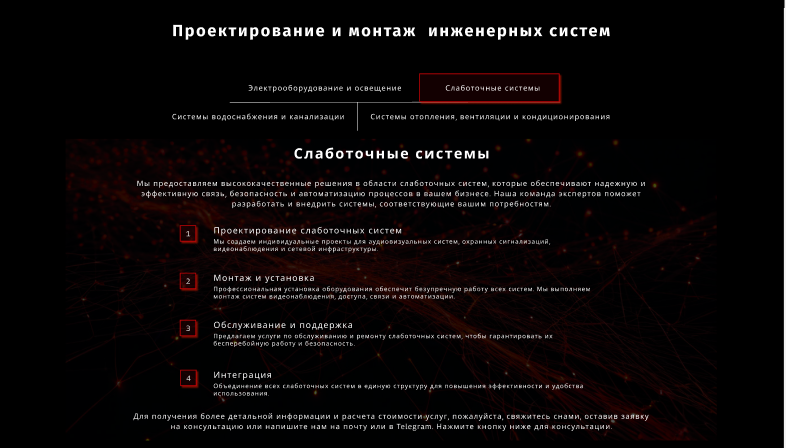 Проектирование и монтаж инженерных систем
Электрооборудование и освещение
Слаботочные системы
Системы водоснабжения и канализации
Системы отопления, вентиляции и кондиционирования
Слаботочные системы
Мы предоставляем высококачественные решения в области слаботочных систем, которые обеспечивают надежную и
эффективную связь, безопасность и автоматизацию процессов в вашем бизнесе. Наша команда экспертов поможет
разработать и внедрить системы, соответствующие вашим потребностям.
1
Проектирование слаботочных систем
Мы создаем индивидуальные проекты для аудиовизуальных систем, охранных сигнализаций,
видеонаблюдения и сетевой инфраструктуры
2
Монтаж и установка
Профессиональная установка оборудования обеспечит безупречную работу всех систем. Мы выполняем
монтаж систем видеонаблюдения, доступа, связи и автоматизации.
3
Обслуживание и поддержка
Предлагаем услуги по обслуживанию и ремонту слаботочных систем, чтобы гарантировать их
бесперебойную работу и безопасность.
4
Интеграция
Объединение всех слаботочных систем в единую структуру для повышения эффективности и удобства
использования.
Для получения более детальной информации и расчета стоимости услуг, пожалуйста, свяжитесь снами, оставив заявку
на консультацию или напишите нам на почту или в Telegram. Нажмите кнопку ниже для консультации.